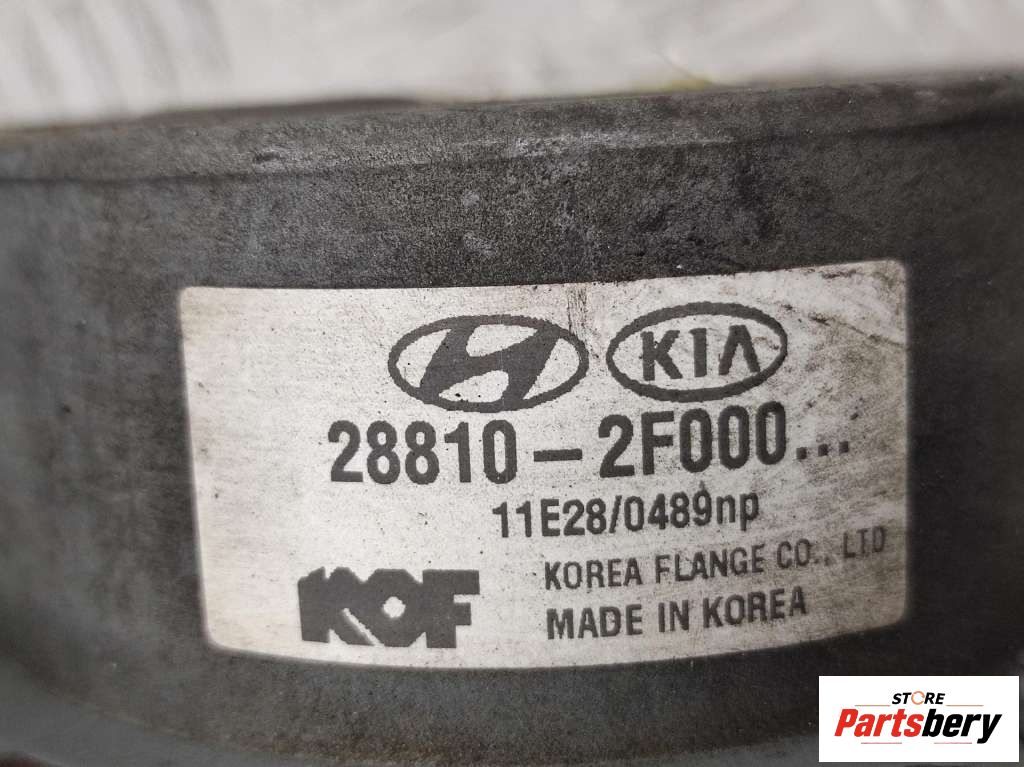 KIA
28810-2F000...
11E28/0489np
KOF
KOREA FLANGE CO., LTD
MADE IN KOREA
STORE
Partsbery